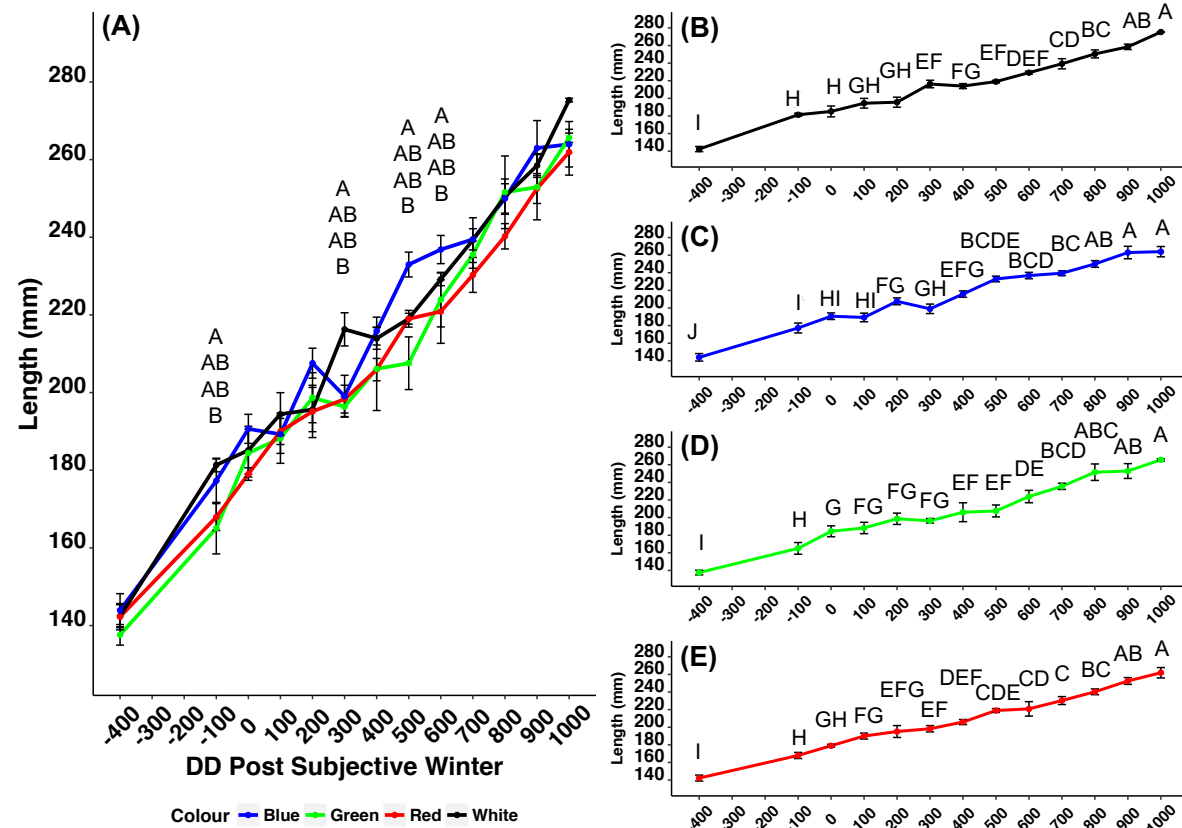 (A)
Length (mm)
280
260
240
220
200
180
160
140
A
AB
AB
B
A
AB
AB
B
A
AB
AB
B
A
AB
AB
B
-400
-300
-200
-100
0
100
200
300
400
500
600
700
800
900
1000
DD Post Subjective Winter
Colour Blue Green Red White
(B)
Length (mm)
280
260
240
220
200
180
160
140
I H H GH GH EF FG EF DEF CD BC AB A
-400 -300 -200 -100 0 100 200 300 400 500 600 700 800 900 1000
(C)
Length (mm)
260
240
220
200
180
160
140
J I HI HI FG GH EFG BCDE BCD BC AB A A
-400 -300 -200 -100 0 100 200 300 400 500 600 700 800 900 1000
(D)
Length (mm)
280
260
240
220
200
180
160
140
I H G FG FG FG EF EF DE BCD ABC AB A
-400 -300 -200 -100 0 100 200 300 400 500 600 700 800 900 1000
(E)
Length (mm)
280
260
240
220
200
180
160
140
I H GH FG EFG EF DEF CDE CD C BC AB A
-400 -300 -200 -100 0 100 200 300 400 500 600 700 800 900 1000